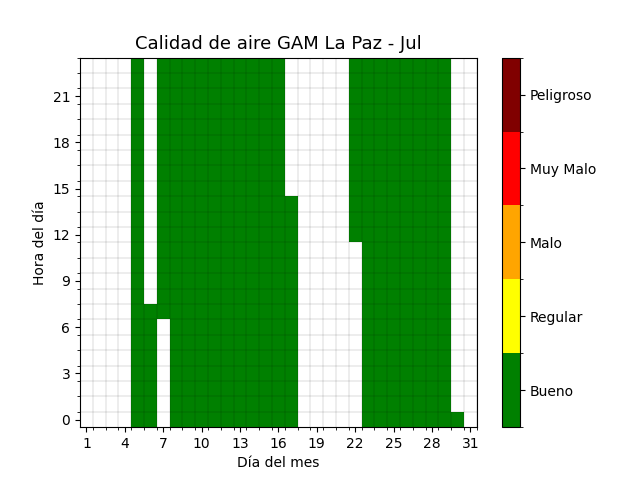 Calidad de aire GAM La Paz - Jul
Hora del día
21
18
15
12
9
6
3
0
1 4 7 10 13 16 19 22 25 28 31
Día del mes
Peligroso
Muy Malo
Malo
Regular
Bueno